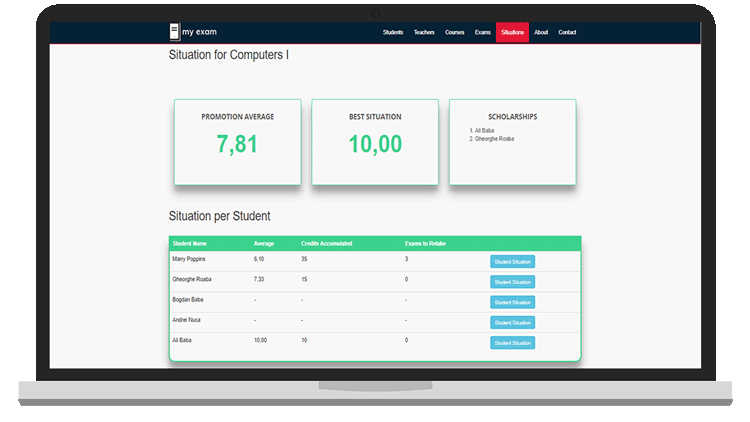 my exam
Students Teachers Courses Exams Situations About Contact
Situation for Computers I
PROMOTION AVERAGE
7,81
BEST SITUATION
10,00
SCHOLARSHIPS
1. Ali Baba
2. Gheorghe Roaba
Situation per Student
Student Name Average Credits Accumulated Exams to Retake
Marry Poppins 6.10 35 3 Student Situation
Gheorghe Roaba 7.33 15 0 Student Situation
Bogdan Baba - - - Student Situation
Andrei Nuca - - - Student Situation
Ali Baba 10.00 10 0 Student Situation